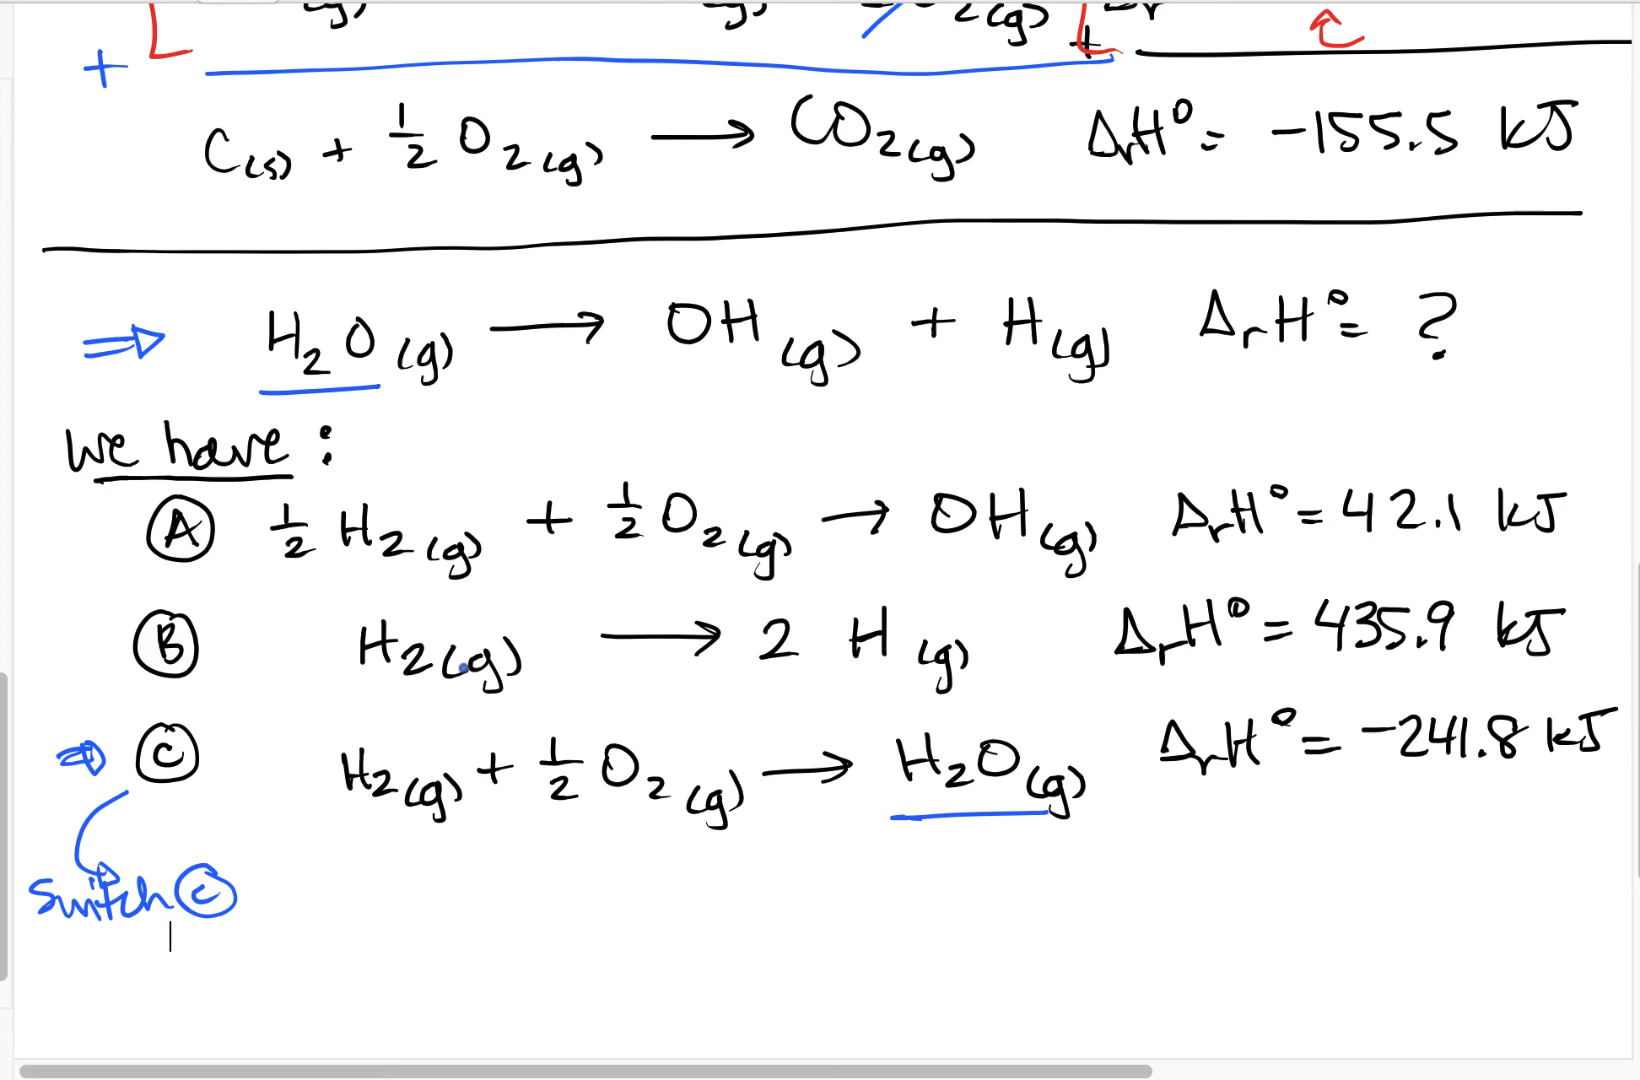 (g) (g) 2(g)
+ +
C(s) + 1/2 O2(g) → CO2(g) ΔrH° = -155.5 kJ
⇒ H2O(g) → OH(g) + H(g) ΔrH° = ?
We have :
Ⓐ 1/2 H2(g) + 1/2 O2(g) → OH(g) ΔrH° = 42.1 kJ
Ⓑ H2(g) → 2 H(g) ΔrH° = 435.9 kJ
⇒ Ⓒ H2(g) + 1/2 O2(g) → H2O(g) ΔrH° = -241.8 kJ
Switch Ⓒ